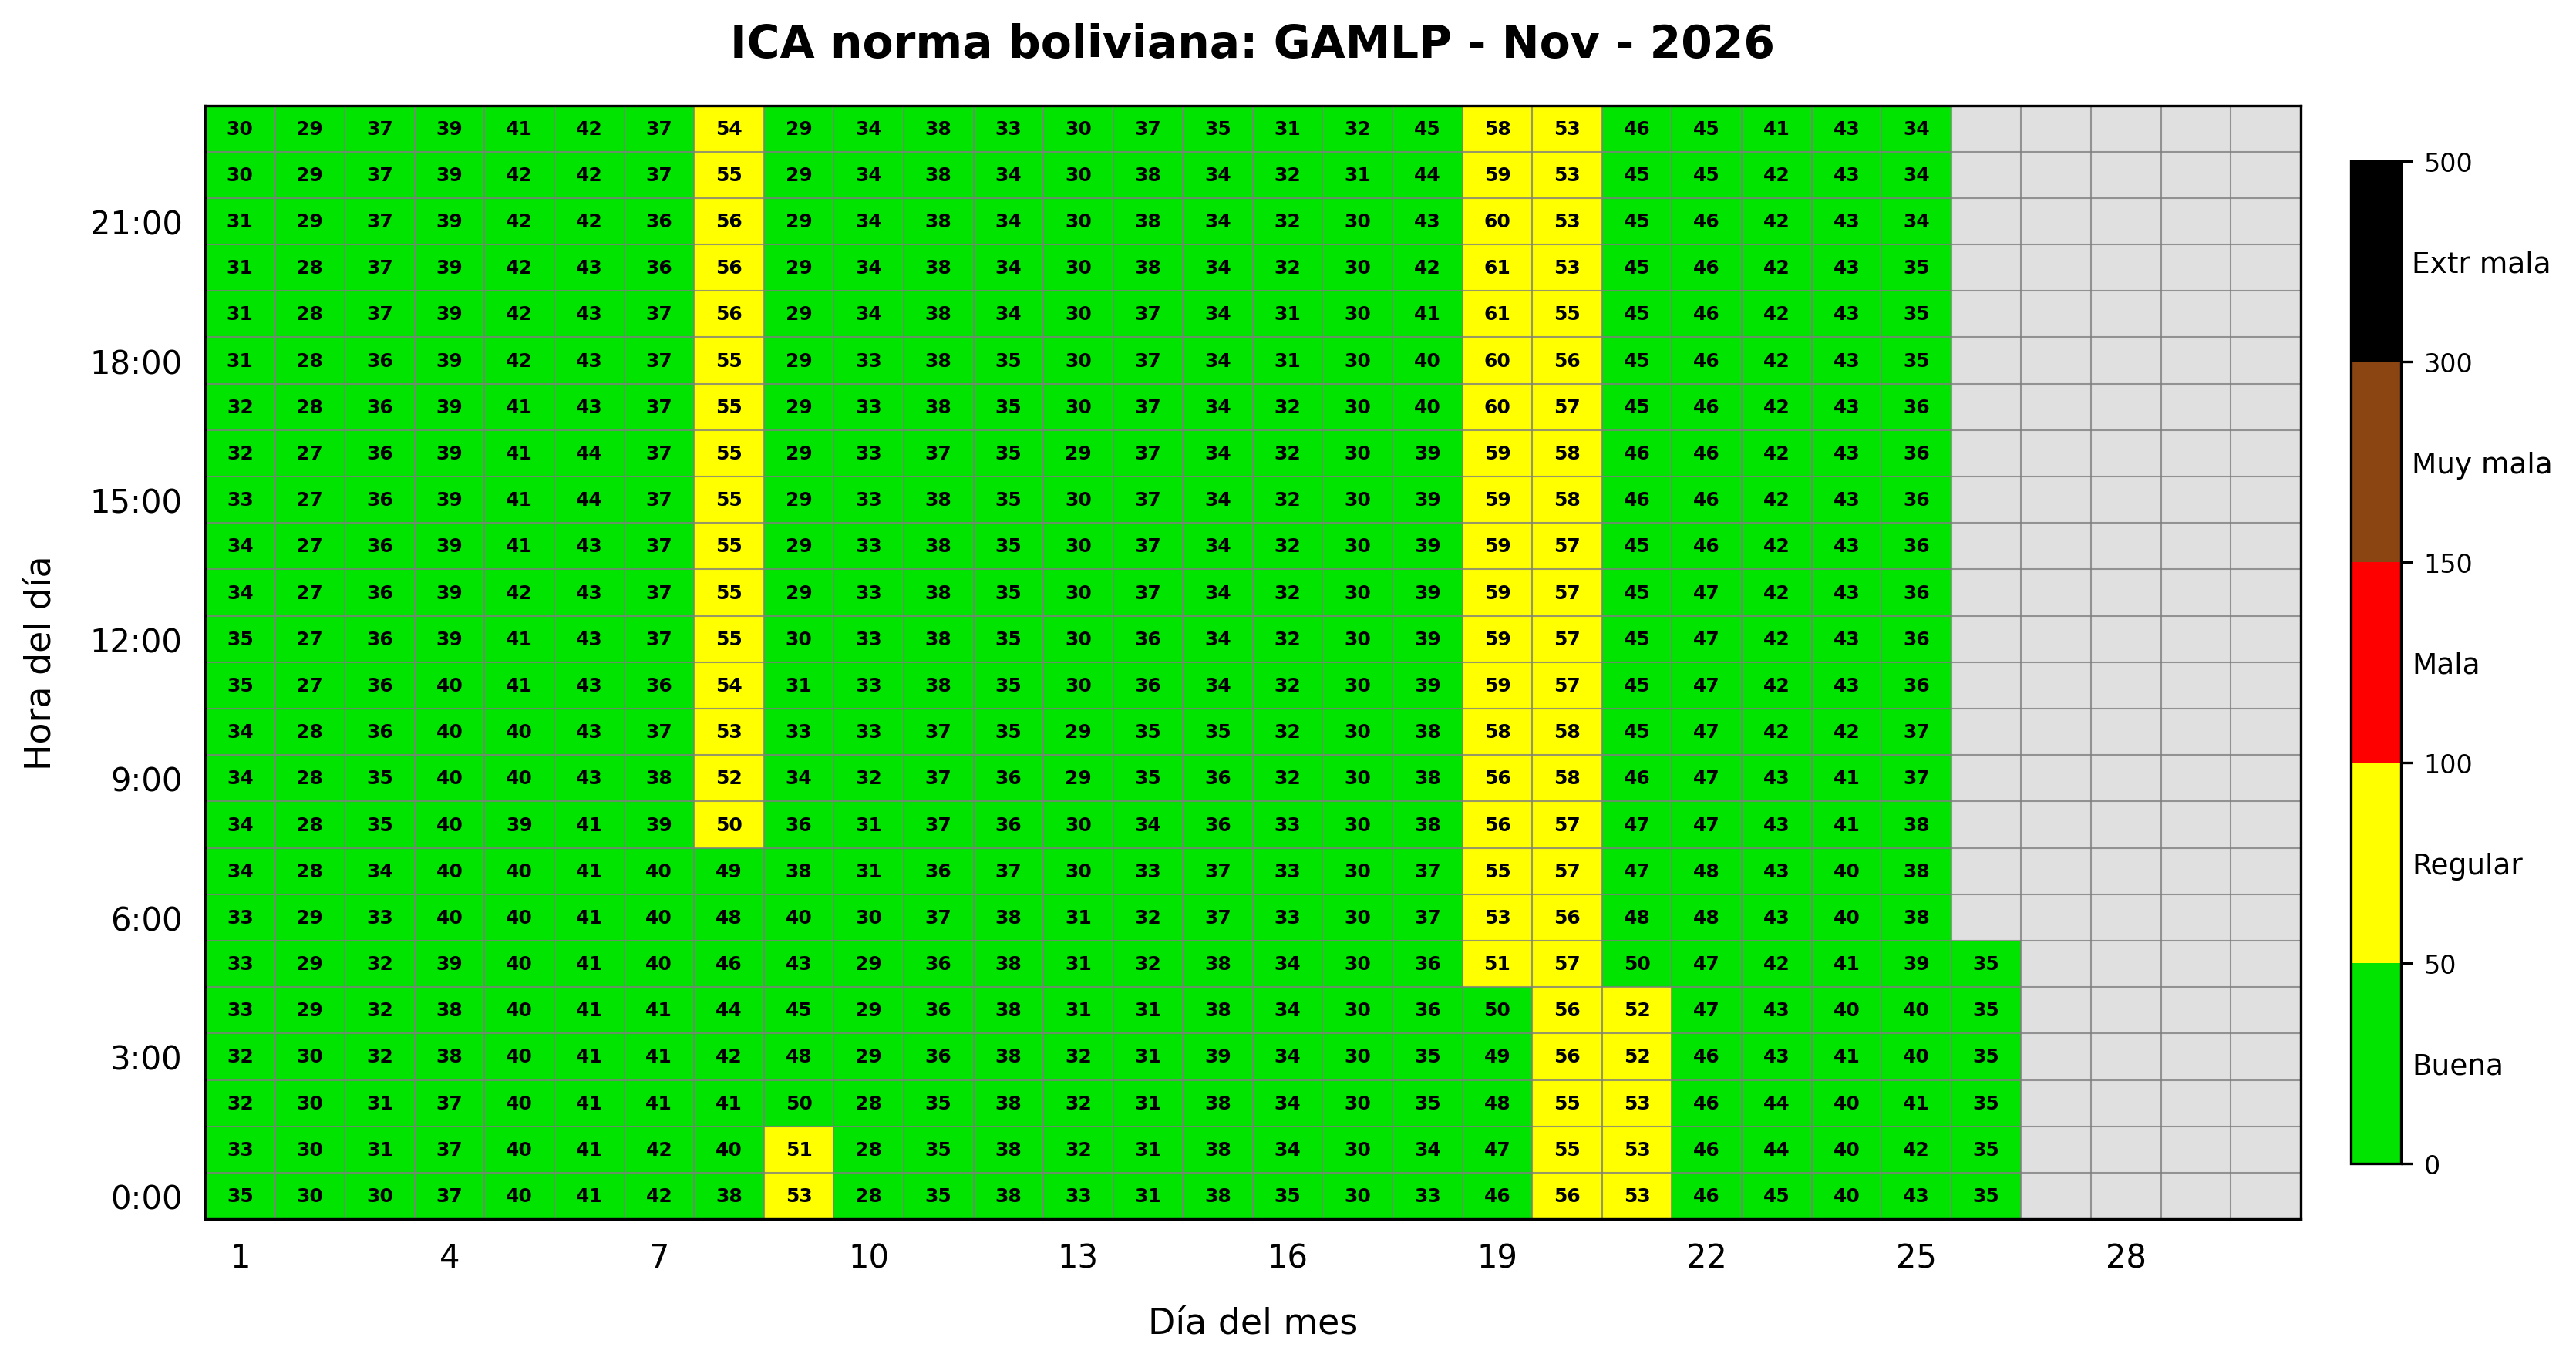 ICA norma boliviana: GAMLP - Nov - 2026
30 29 37 39 41 42 37 54 29 34 38 33 30 37 35 31 32 45 58 53 46 45 41 43 34
30 29 37 39 42 42 37 55 29 34 38 34 30 38 34 32 31 44 59 53 45 45 42 43 34
21:00 31 29 37 39 42 42 36 56 29 34 38 34 30 38 34 32 30 43 60 53 45 46 42 43 34
31 28 37 39 42 43 36 56 29 34 38 34 30 38 34 32 30 42 61 53 45 46 42 43 35
31 28 37 39 42 43 37 56 29 34 38 34 30 37 34 31 30 41 61 55 45 46 42 43 35
18:00 31 28 36 39 42 43 37 55 29 33 38 35 30 37 34 31 30 40 60 56 45 46 42 43 35
32 28 36 39 41 43 37 55 29 33 38 35 30 37 34 32 30 40 60 57 45 46 42 43 36
32 27 36 39 41 44 37 55 29 33 37 35 29 37 34 32 30 39 59 58 46 46 42 43 36
15:00 33 27 36 39 41 44 37 55 29 33 38 35 30 37 34 32 30 39 59 58 46 46 42 43 36
34 27 36 39 41 43 37 55 29 33 38 35 30 37 34 32 30 39 59 57 45 46 42 43 36
34 27 36 39 42 43 37 55 29 33 38 35 30 37 34 32 30 39 59 57 45 47 42 43 36
12:00 35 27 36 39 41 43 37 55 30 33 38 35 30 36 34 32 30 39 59 57 45 47 42 43 36
35 27 36 40 41 43 36 54 31 33 38 35 30 36 34 32 30 39 59 57 45 47 42 43 36
34 28 36 40 40 43 37 53 33 33 37 35 29 35 35 32 30 38 58 58 45 47 42 42 37
9:00 34 28 35 40 40 43 38 52 34 32 37 36 29 35 36 32 30 38 56 58 46 47 43 41 37
34 28 35 40 39 41 39 50 36 31 37 36 30 34 36 33 30 38 56 57 47 47 43 41 38
34 28 34 40 40 41 40 49 38 31 36 37 30 33 37 33 30 37 55 57 47 48 43 40 38
6:00 33 29 33 40 40 41 40 48 40 30 37 38 31 32 37 33 30 37 53 56 48 48 43 40 38
33 29 32 39 40 41 40 46 43 29 36 38 31 32 38 34 30 36 51 57 50 47 42 41 39 35
33 29 32 38 40 41 41 44 45 29 36 38 31 31 38 34 30 36 50 56 52 47 43 40 40 35
3:00 32 30 32 38 40 41 41 42 48 29 36 38 32 31 39 34 30 35 49 56 52 46 43 41 40 35
32 30 31 37 40 41 41 41 50 28 35 38 32 31 38 34 30 35 48 55 53 46 44 40 41 35
33 30 31 37 40 41 42 40 51 28 35 38 32 31 38 34 30 34 47 55 53 46 44 40 42 35
0:00 35 30 30 37 40 41 42 38 53 28 35 38 33 31 38 35 30 33 46 56 53 46 45 40 43 35
1 4 7 10 13 16 19 22 25 28
Día del mes
Hora del día
500
Extr mala
300
Muy mala
150
Mala
100
Regular
50
Buena
0